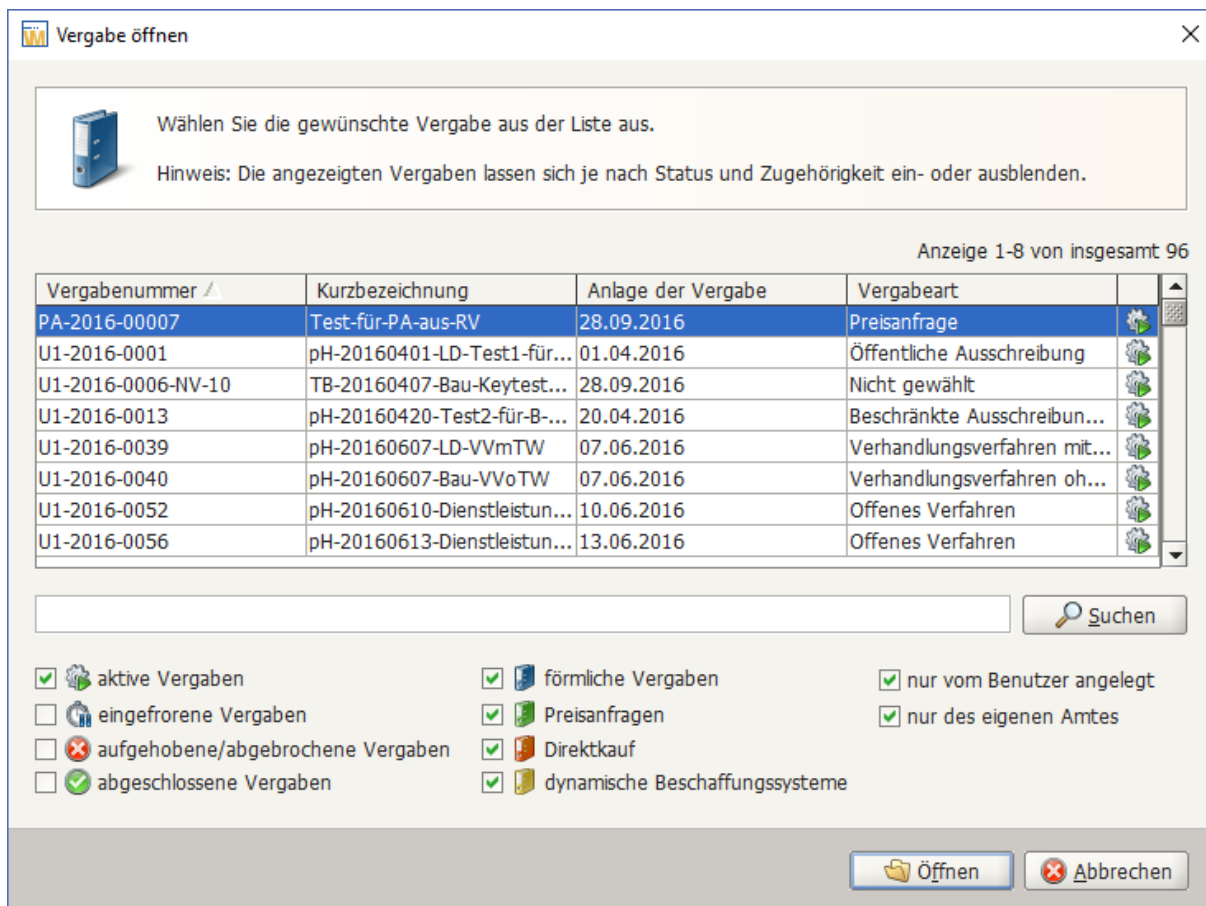 Vergabe öffnen
Wählen Sie die gewünschte Vergabe aus der Liste aus.
Hinweis: Die angezeigten Vergaben lassen sich je nach Status und Zugehörigkeit ein- oder ausblenden.
Anzeige 1-8 von insgesamt 96
Vergabenummer Kurzbezeichnung Anlage der Vergabe Vergabeart
PA-2016-00007 Test-für-PA-aus-RV 28.09.2016 Preisanfrage
U1-2016-0001 pH-20160401-LD-Test1-für... 01.04.2016 Öffentliche Ausschreibung
U1-2016-0006-NV-10 TB-20160407-Bau-Keytest... 28.09.2016 Nicht gewählt
U1-2016-0013 pH-20160420-Test2-für-B-... 20.04.2016 Beschränkte Ausschreibun...
U1-2016-0039 pH-20160607-LD-VVmTW 07.06.2016 Verhandlungsverfahren mit...
U1-2016-0040 pH-20160607-Bau-VVoTW 07.06.2016 Verhandlungsverfahren oh...
U1-2016-0052 pH-20160610-Dienstleistun... 10.06.2016 Offenes Verfahren
U1-2016-0056 pH-20160613-Dienstleistun... 13.06.2016 Offenes Verfahren
Suchen
aktive Vergaben förmliche Vergaben nur vom Benutzer angelegt
eingefrorene Vergaben Preisanfragen nur des eigenen Amtes
aufgehobene/abgebrochene Vergaben Direktkauf
abgeschlossene Vergaben dynamische Beschaffungssysteme
Öffnen Abbrechen